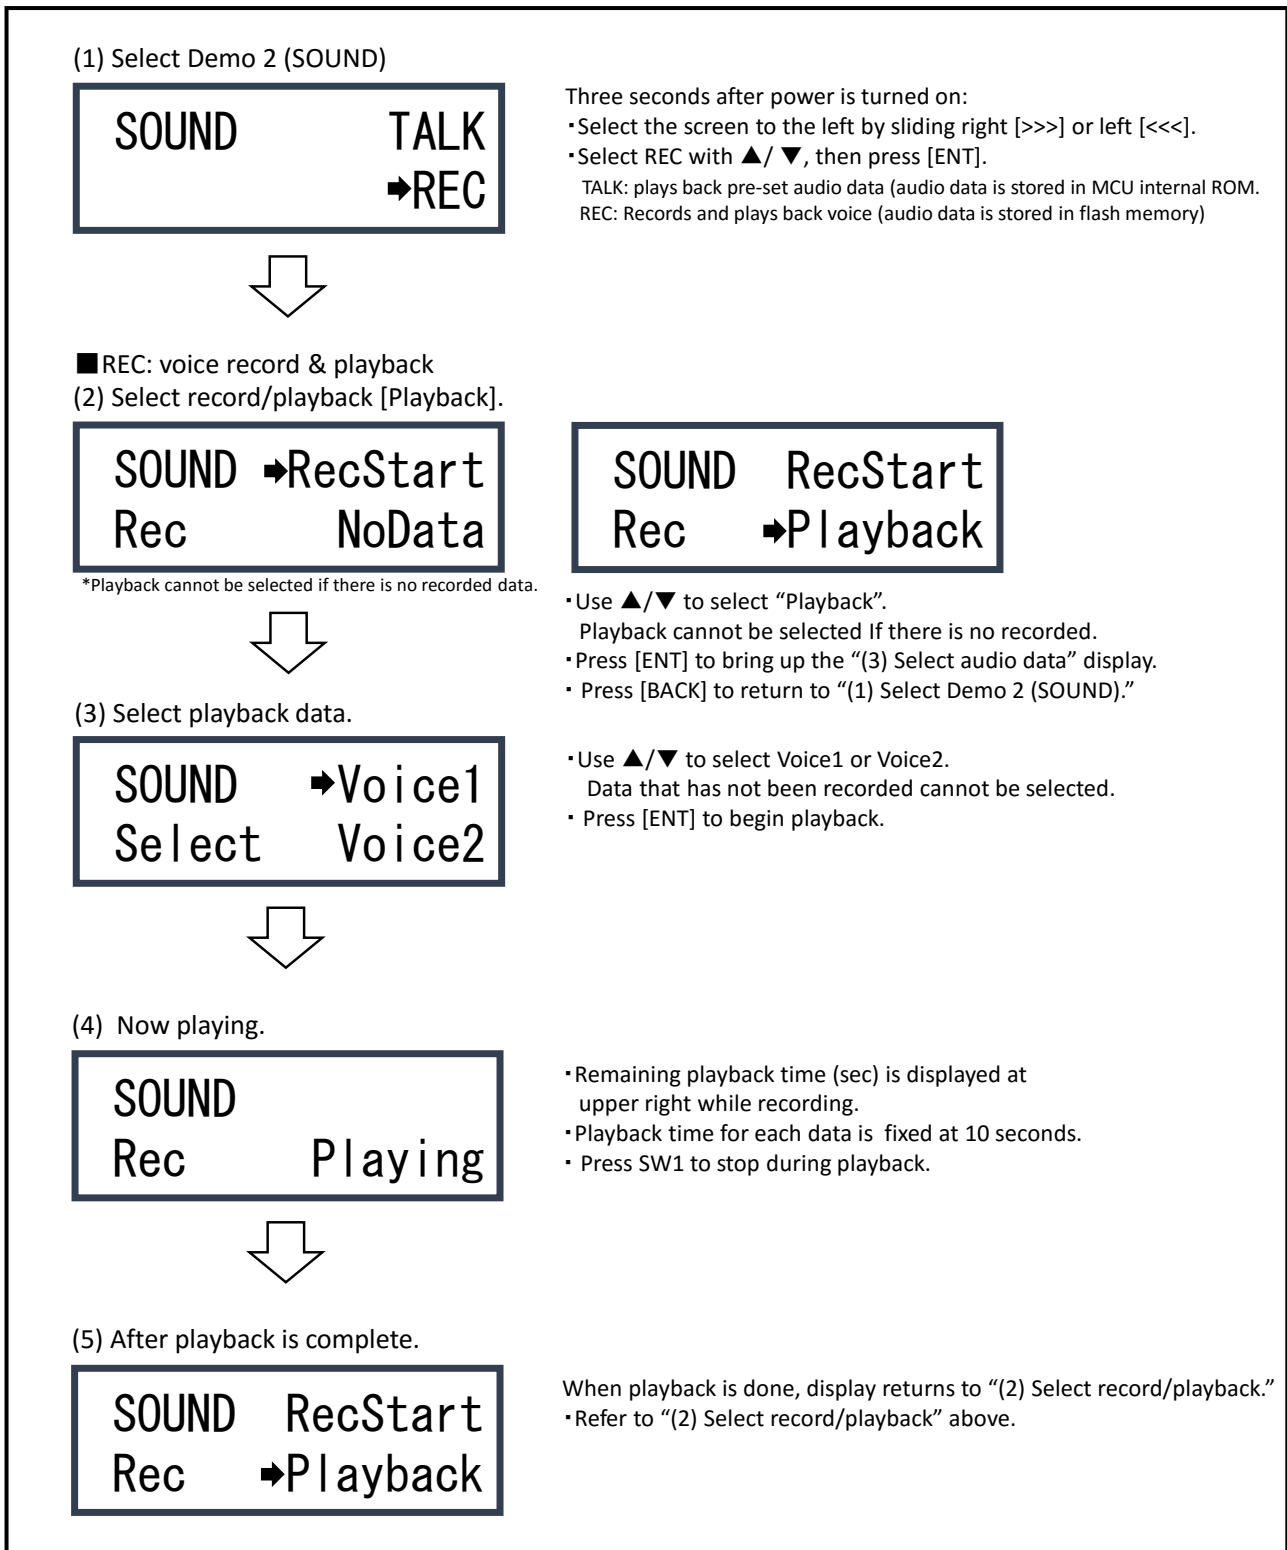 (1) Select Demo 2 (SOUND)
SOUND TALK
➡REC
Three seconds after power is turned on:
・Select the screen to the left by sliding right [>>>] or left [<<<].
・Select REC with ▲/ ▼, then press [ENT].
TALK: plays back pre-set audio data (audio data is stored in MCU internal ROM.
REC: Records and plays back voice (audio data is stored in flash memory)
■REC: voice record & playback
(2) Select record/playback [Playback].
SOUND ➡RecStart
Rec NoData
*Playback cannot be selected if there is no recorded data.
SOUND RecStart
Rec ➡Playback
・Use ▲/▼ to select “Playback”.
Playback cannot be selected If there is no recorded.
・Press [ENT] to bring up the “(3) Select audio data” display.
・ Press [BACK] to return to “(1) Select Demo 2 (SOUND).”
(3) Select playback data.
SOUND ➡Voice1
Select Voice2
・Use ▲/▼ to select Voice1 or Voice2.
Data that has not been recorded cannot be selected.
・ Press [ENT] to begin playback.
(4) Now playing.
SOUND
Rec Playing
・Remaining playback time (sec) is displayed at
upper right while recording.
・Playback time for each data is fixed at 10 seconds.
・ Press SW1 to stop during playback.
(5) After playback is complete.
SOUND RecStart
Rec ➡Playback
When playback is done, display returns to “(2) Select record/playback.”
・Refer to “(2) Select record/playback” above.